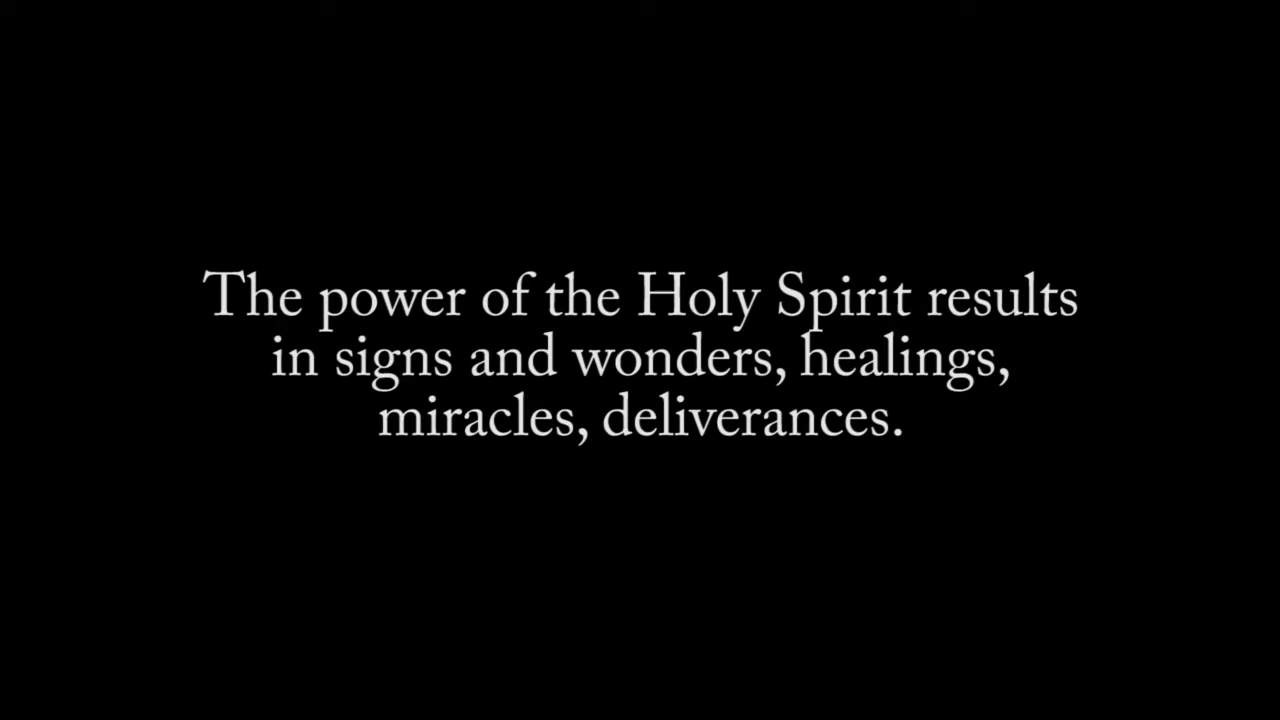 The power of the Holy Spirit results
in signs and wonders, healings,
miracles, deliverances.